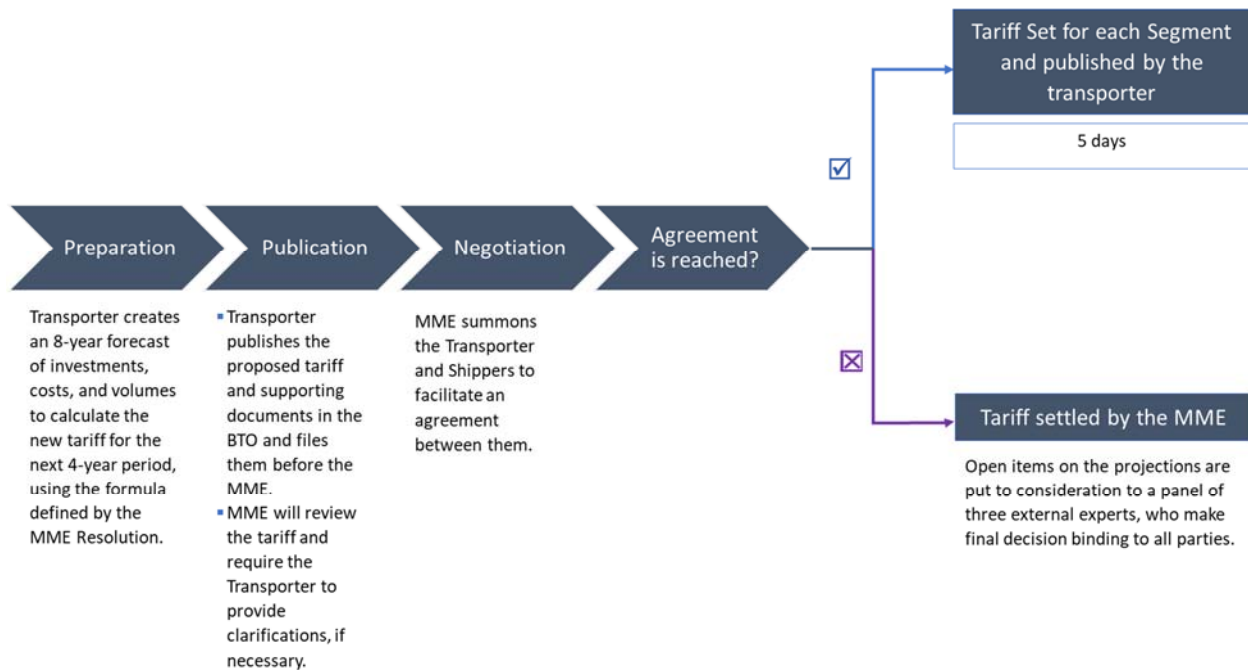 Tariff Set for each Segment
and published by the
transporter
5 days
Preparation
Publication
Negotiation
Agreement
is reached?
Transporter creates
an 8-year forecast
of investments,
costs, and volumes
to calculate the
new tariff for the
next 4-year period,
using the formula
defined by the
MME Resolution.
▪ Transporter
publishes the
proposed tariff
and supporting
documents in the
BTO and files
them before the
MME.
▪ MME will review
the tariff and
require the
Transporter to
provide
clarifications, if
necessary.
MME summons
the Transporter
and Shippers to
facilitate an
agreement
between them.
Tariff settled by the MME
Open items on the projections are
put to consideration to a panel of
three external experts, who make
final decision binding to all parties.